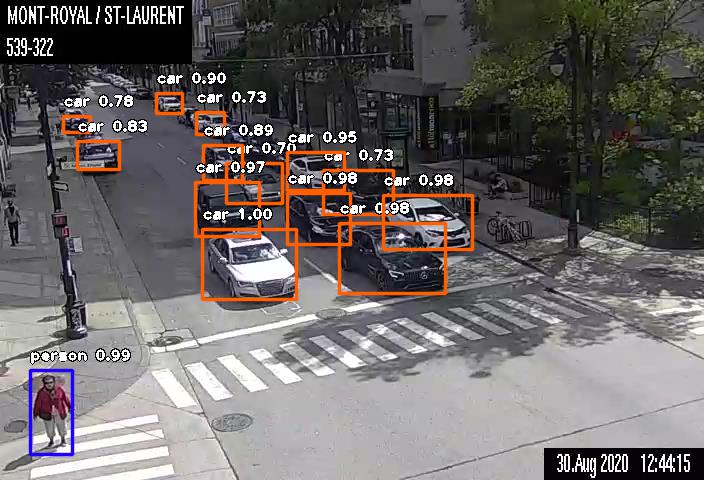 MONT-ROYAL / ST-LAURENT
539-322
car 0.90
car 0.78
car 0.73
car 0.83
car 0.89
car 0.95
car 0.70
car 0.73
car 0.97
car 0.98
car 0.98
car 1.00
car 0.98
person 0.99
30.Aug 2020 12:44:15